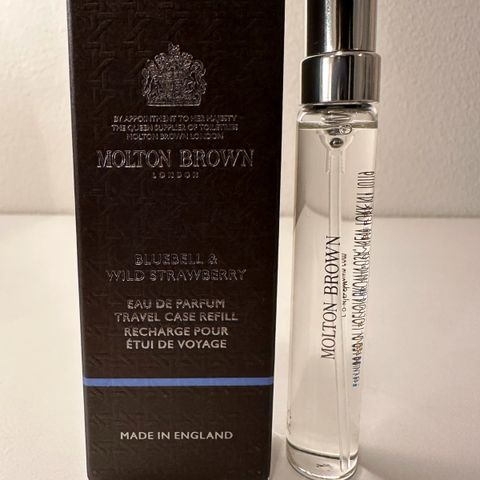 BY APPOINTMENT TO HER MAJESTY
THE QUEEN SUPPLIER OF TOILETRIES
MOLTON BROWN LONDON
MOLTON BROWN
LONDON
BLUEBELL &
WILD STRAWBERRY
EAU DE PARFUM
TRAVEL CASE REFILL
RECHARGE POUR
ÉTUI DE VOYAGE
MADE IN ENGLAND
MOLTON BROWN